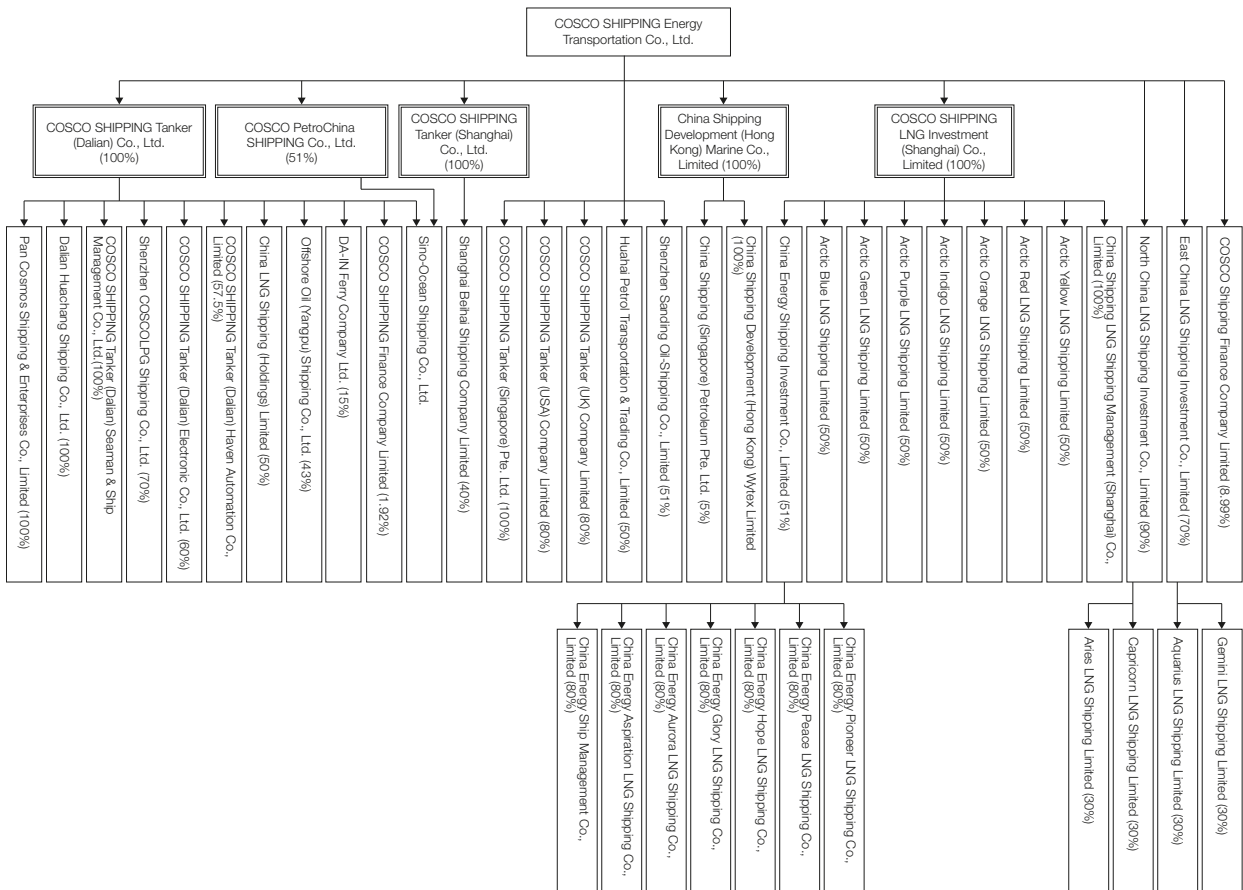 COSCO SHIPPING Energy
Transportation Co., Ltd.
COSCO SHIPPING Tanker
(Dalian) Co., Ltd.
(100%)
COSCO PetroChina
SHIPPING Co., Ltd.
(51%)
COSCO SHIPPING
Tanker (Shanghai)
Co., Ltd.
(100%)
China Shipping
Development (Hong
Kong) Marine Co.,
Limited (100%)
COSCO SHIPPING
LNG Investment
(Shanghai) Co.,
Limited (100%)
Pan Cosmos Shipping & Enterprises Co., Limited (100%)
Dalian Huachang Shipping Co., Ltd. (100%)
COSCO SHIPPING Tanker (Dalian) Seaman & Ship
Management Co., Ltd.(100%)
Shenzhen COSCOLPG Shipping Co., Ltd. (70%)
COSCO SHIPPING Tanker (Dalian) Electronic Co., Ltd. (60%)
COSCO SHIPPING Tanker (Dalian) Haven Automation Co.,
Limited (57.5%)
China LNG Shipping (Holdings) Limited (50%)
Offshore Oil (Yangpu) Shipping Co., Ltd. (43%)
DA-IN Ferry Company Ltd. (15%)
COSCO SHIPPING Finance Company Limited (1.92%)
Sino-Ocean Shipping Co., Ltd.
Shanghai Beihai Shipping Company Limited (40%)
COSCO SHIPPING Tanker (Singapore) Pte. Ltd. (100%)
COSCO SHIPPING Tanker (USA) Company Limited (80%)
COSCO SHIPPING Tanker (UK) Company Limited (80%)
Huahai Petrol Transportation & Trading Co., Limited (50%)
Shenzhen Sanding Oil-Shipping Co., Limited (51%)
China Shipping (Singapore) Petroleum Pte. Ltd. (5%)
China Shipping Development (Hong Kong) Wytex Limited
(100%)
China Energy Shipping Investment Co., Limited (51%)
Arctic Blue LNG Shipping Limited (50%)
Arctic Green LNG Shipping Limited (50%)
Arctic Purple LNG Shipping Limited (50%)
Arctic Indigo LNG Shipping Limited (50%)
Arctic Orange LNG Shipping Limited (50%)
Arctic Red LNG Shipping Limited (50%)
Arctic Yellow LNG Shipping Limited (50%)
China Shipping LNG Shipping Management (Shanghai) Co.,
Limited (100%)
North China LNG Shipping Investment Co., Limited (90%)
East China LNG Shipping Investment Co., Limited (70%)
COSCO Shipping Finance Company Limited (8.99%)
China Energy Ship Management Co.,
Limited (80%)
China Energy Aspiration LNG Shipping Co.,
Limited (80%)
China Energy Aurora LNG Shipping Co.,
Limited (80%)
China Energy Glory LNG Shipping Co.,
Limited (80%)
China Energy Hope LNG Shipping Co.,
Limited (80%)
China Energy Peace LNG Shipping Co.,
Limited (80%)
China Energy Pioneer LNG Shipping Co.,
Limited (80%)
Aries LNG Shipping Limited (30%)
Capricorn LNG Shipping Limited (30%)
Aquarius LNG Shipping Limited (30%)
Gemini LNG Shipping Limited (30%)